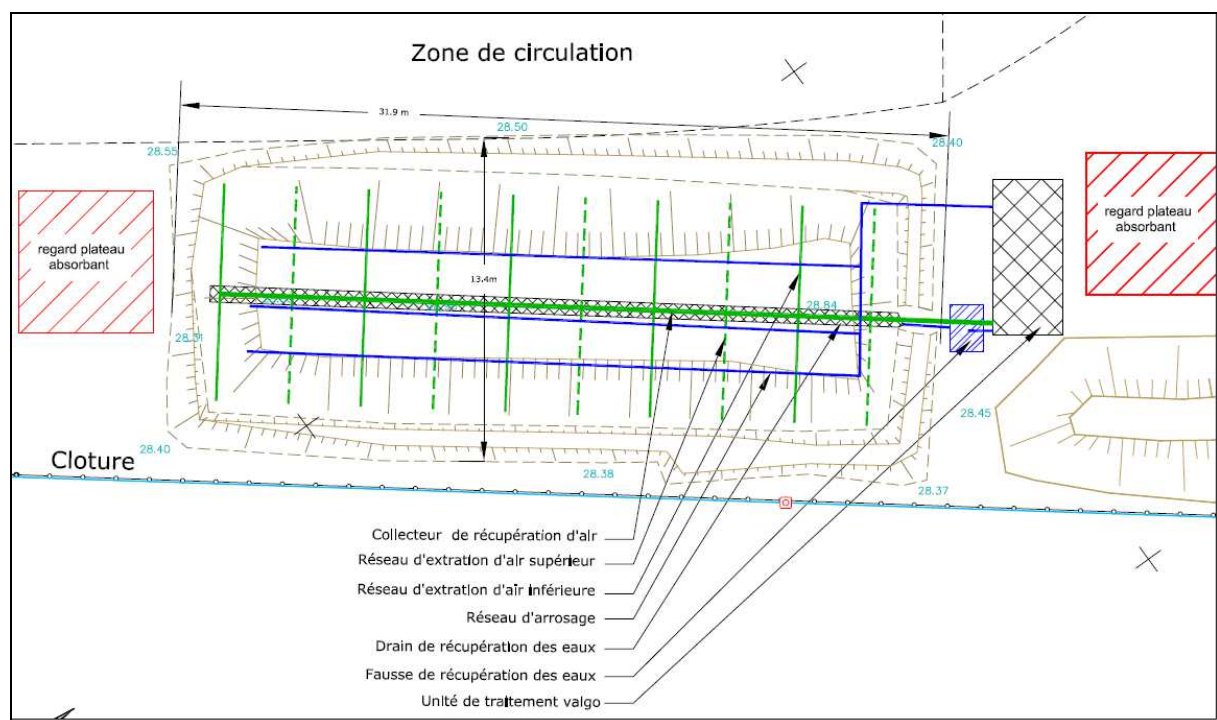 Zone de circulation
31.9 m
28.50
28.55
28.40
regard plateau
absorbant
regard plateau
absorbant
13.4m
28.84
28.45
28.40
Cloture
28.38
28.37
Collecteur de récupération d'air
Réseau d'extration d'air supérieur
Réseau d'extration d'air inférieure
Réseau d'arrosage
Drain de récupération des eaux
Fausse de récupération des eaux
Unité de traitement valgo